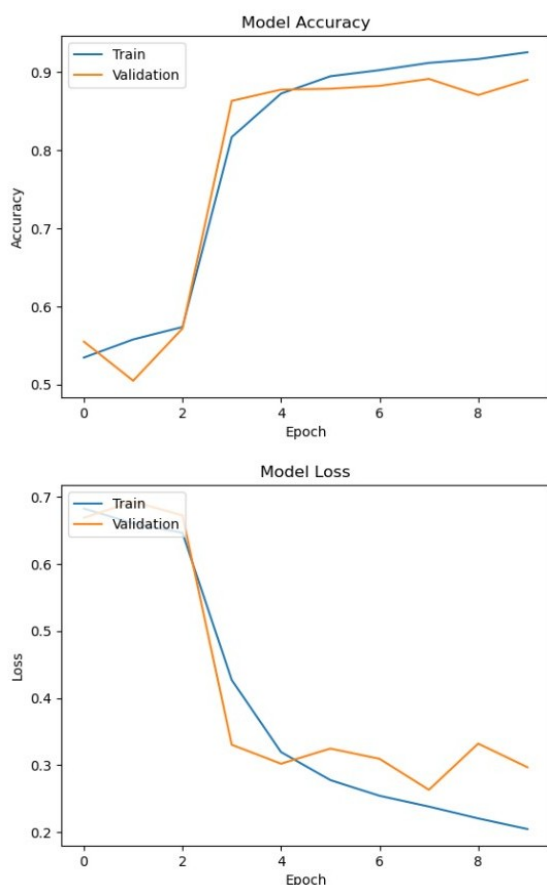 Model Accuracy
Train
Validation
0.9
0.8
0.7
0.6
0.5
Accuracy
0 2 4 6 8
Epoch
Model Loss
Train
Validation
0.7
0.6
0.5
0.4
0.3
0.2
Loss
0 2 4 6 8
Epoch